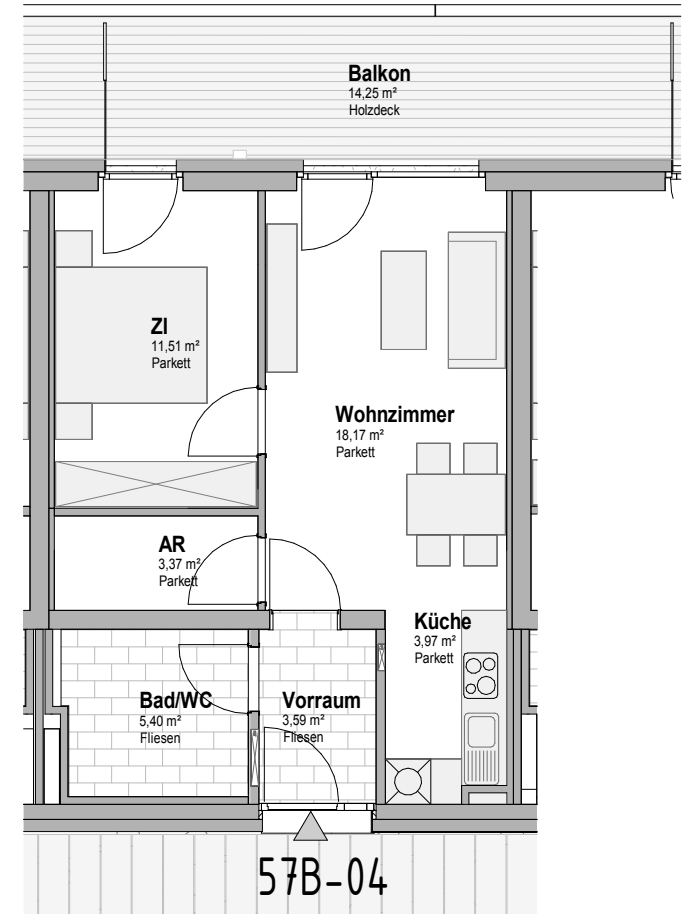 Balkon
14,25 m²
Holzdeck
ZI
11,51 m²
Parkett
Wohnzimmer
18,17 m²
Parkett
AR
3,37 m²
Parkett
Küche
3,97 m²
Parkett
Bad/WC
5,40 m²
Fliesen
Vorraum
3,59 m²
Fliesen
57B-04